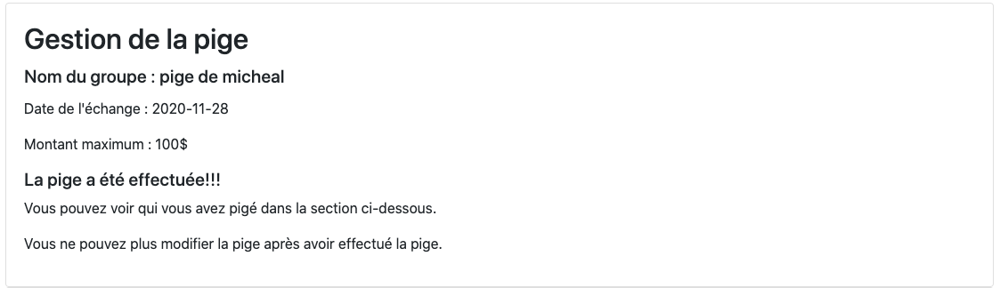 Gestion de la pige
Nom du groupe : pige de micheal
Date de l'échange : 2020-11-28
Montant maximum : 100$
La pige a été effectuée!!!
Vous pouvez voir qui vous avez pigé dans la section ci-dessous.
Vous ne pouvez plus modifier la pige après avoir effectué la pige.